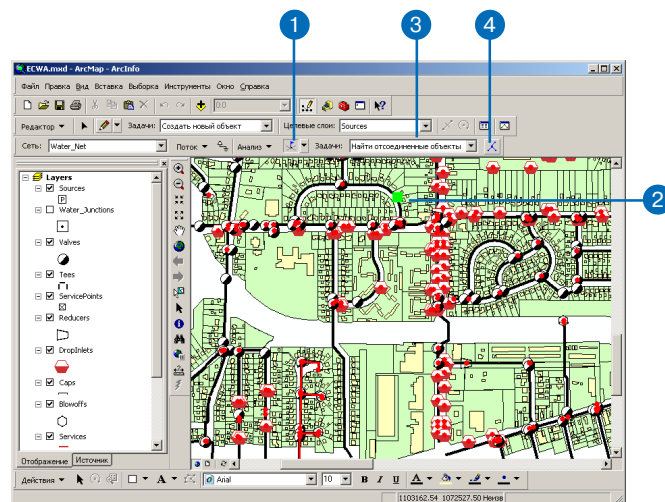 1
3
4
ECWA.mxd - ArcMap - ArcInfo
Файл Правка Вид Вставка Выборка Инструменты Окно Справка
0:0
Редактор Задачи: Создать новый объект Целевые слои: Sources
Сеть: Water_Net Поток Анализ Задачи: Найти отсоединенные объекты
2
Layers
Sources
P
Water_Junctions
Valves
Tees
ServicePoints
Reducers
DropInlets
Caps
Blowoffs
Services
Отображение Источник
Действия A Arial 10 B I U A
1103162.54 1072527.50 Неизв